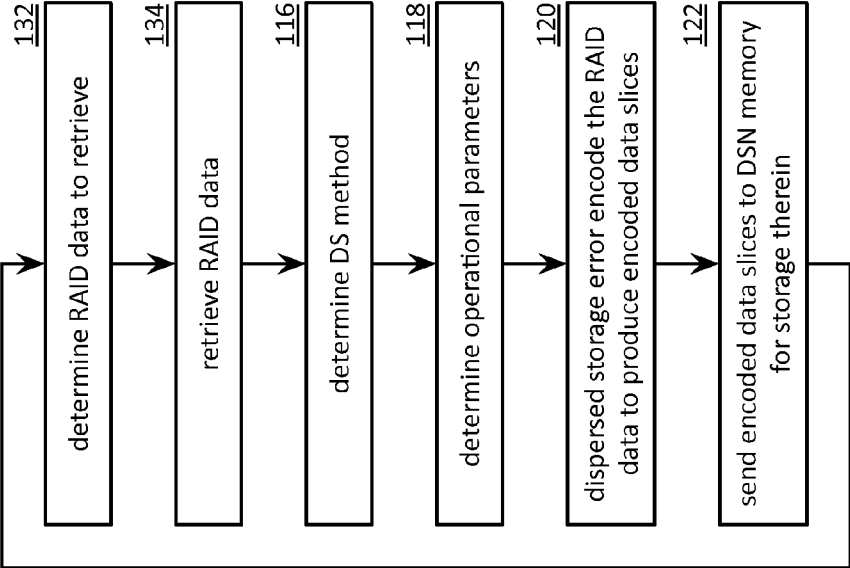 132
determine RAID data to retrieve
134
retrieve RAID data
116
determine DS method
118
determine operational parameters
120
dispersed storage error encode the RAID
data to produce encoded data slices
122
send encoded data slices to DSN memory
for storage therein